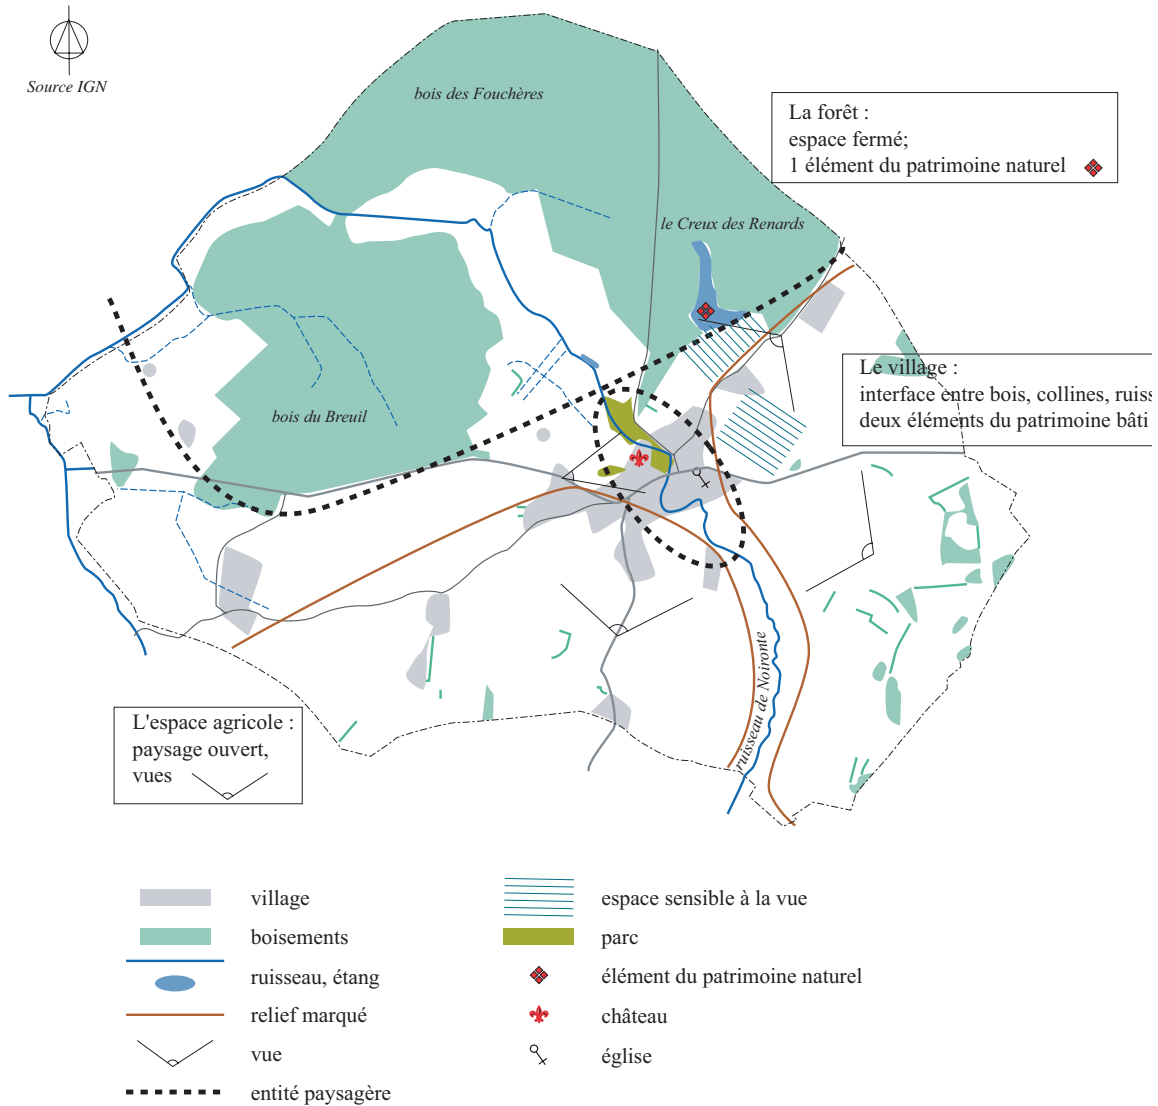 Source IGN
bois des Fouchères
La forêt :
espace fermé;
1 élément du patrimoine naturel
le Creux des Renards
Le village :
interface entre bois, collines, ruiss
deux éléments du patrimoine bâti
bois du Breuil
ruisseau de Noironte
L'espace agricole :
paysage ouvert,
vues
village
boisements
ruisseau, étang
relief marqué
vue
entité paysagère
espace sensible à la vue
parc
élément du patrimoine naturel
château
église